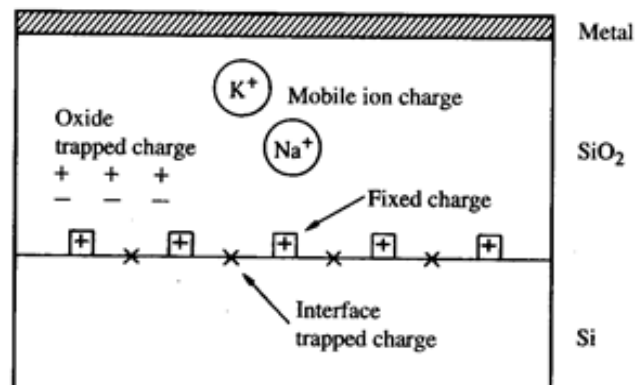 Metal
K+
Mobile ion charge
Oxide
trapped charge
Na+
SiO₂
+ + +
− − −
Fixed charge
+ + + + +
Interface
trapped charge
Si